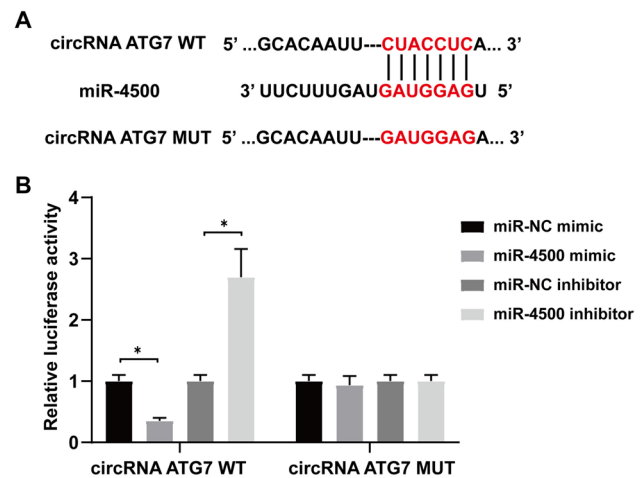 A
circRNA ATG7 WT 5’ ...GCACAAUU---CUACCUCA... 3’
miR-4500 3’ UUCUUUGAUGAUGGAGU 5’
circRNA ATG7 MUT 5’ ...GCACAAUU---GAUGGAGA... 3’
B
Relative luciferase activity
4
3
2
1
0
*
*
circRNA ATG7 WT
circRNA ATG7 MUT
miR-NC mimic
miR-4500 mimic
miR-NC inhibitor
miR-4500 inhibitor